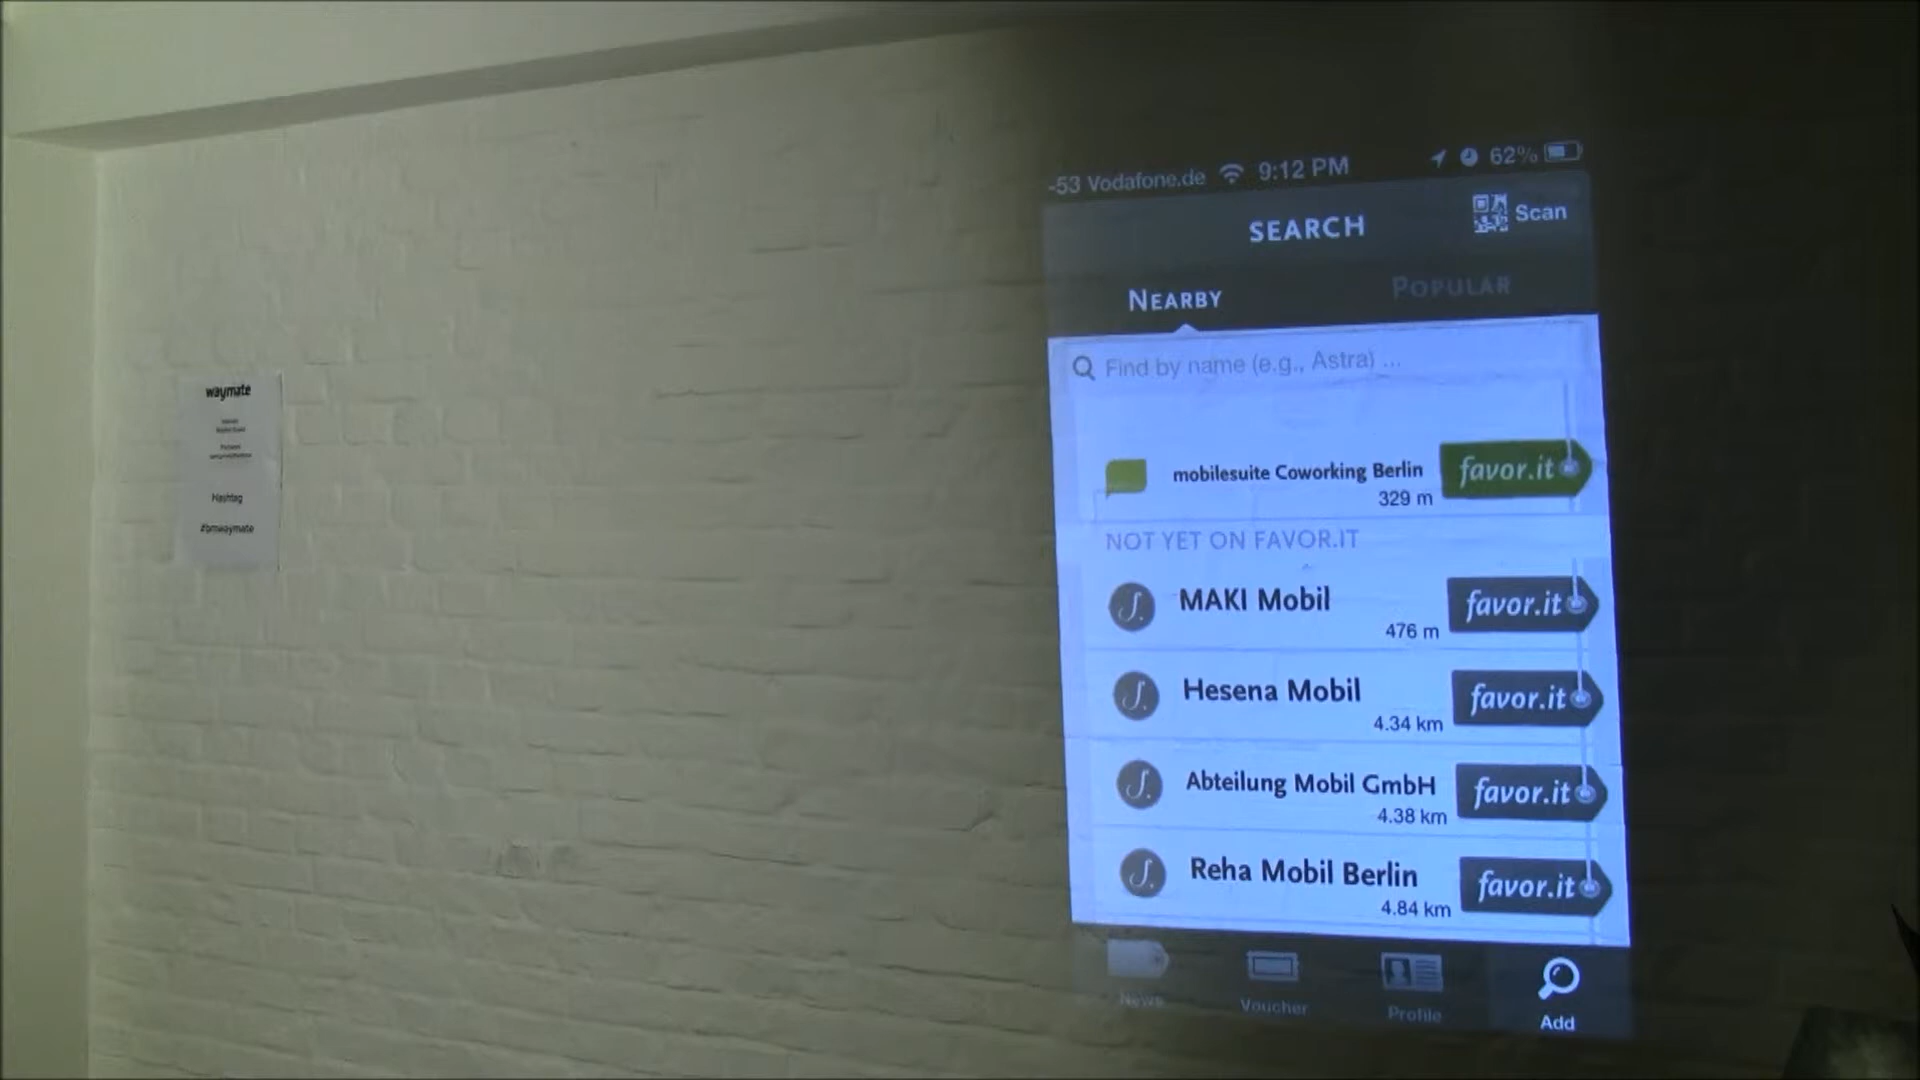 waymate
Hashtag
#bmwaymate
-53 Vodafone.de 9:12 PM 62%
SEARCH
Scan
NEARBY
POPULAR
Find by name (e.g., Astra) ...
mobilesuite Coworking Berlin
329 m
favor.it
NOT YET ON FAVOR.IT
MAKI Mobil
476 m
favor.it
Hesena Mobil
4.34 km
favor.it
Abteilung Mobil GmbH
4.38 km
favor.it
Reha Mobil Berlin
4.84 km
favor.it
News
Voucher
Profile
Add